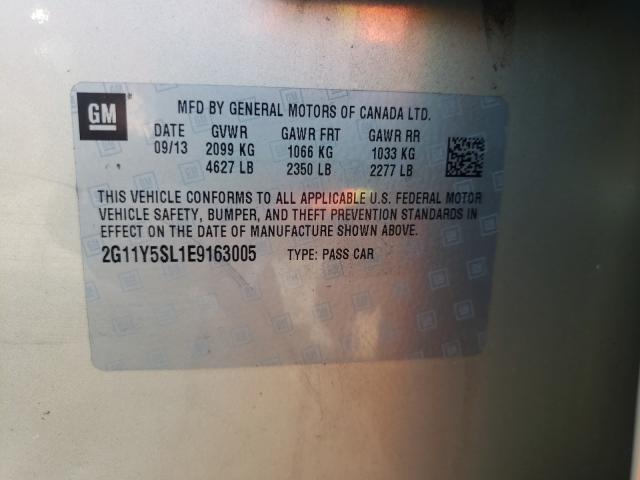 GM
MFD BY GENERAL MOTORS OF CANADA LTD.
DATE GVWR GAWR FRT GAWR RR
09/13 2099 KG 1066 KG 1033 KG
4627 LB 2350 LB 2277 LB
THIS VEHICLE CONFORMS TO ALL APPLICABLE U.S. FEDERAL MOTOR
VEHICLE SAFETY, BUMPER, AND THEFT PREVENTION STANDARDS IN
EFFECT ON THE DATE OF MANUFACTURE SHOWN ABOVE.
2G11Y5SL1E9163005 TYPE: PASS CAR